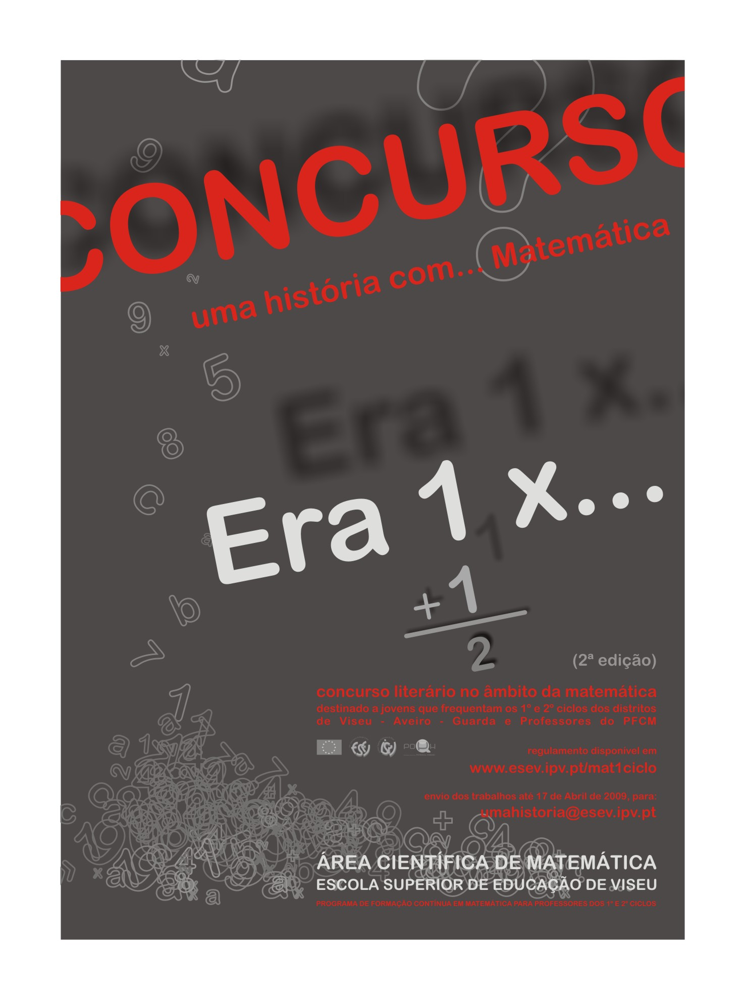 CONCURSO
uma história com... Matemática
Era 1 x...
+1
2
(2ª edição)
concurso literário no âmbito da matemática
destinado a jovens que frequentam os 1º e 2º ciclos dos distritos
de Viseu - Aveiro - Guarda e Professores do PFCM
regulamento disponível em
www.esev.ipv.pt/mat1ciclo
envio dos trabalhos até 17 de Abril de 2009, para:
umahistoria@esev.ipv.pt
ÁREA CIENTÍFICA DE MATEMÁTICA
ESCOLA SUPERIOR DE EDUCAÇÃO DE VISEU
PROGRAMA DE FORMAÇÃO CONTÍNUA EM MATEMÁTICA PARA PROFESSORES DOS 1º E 2º CICLOS